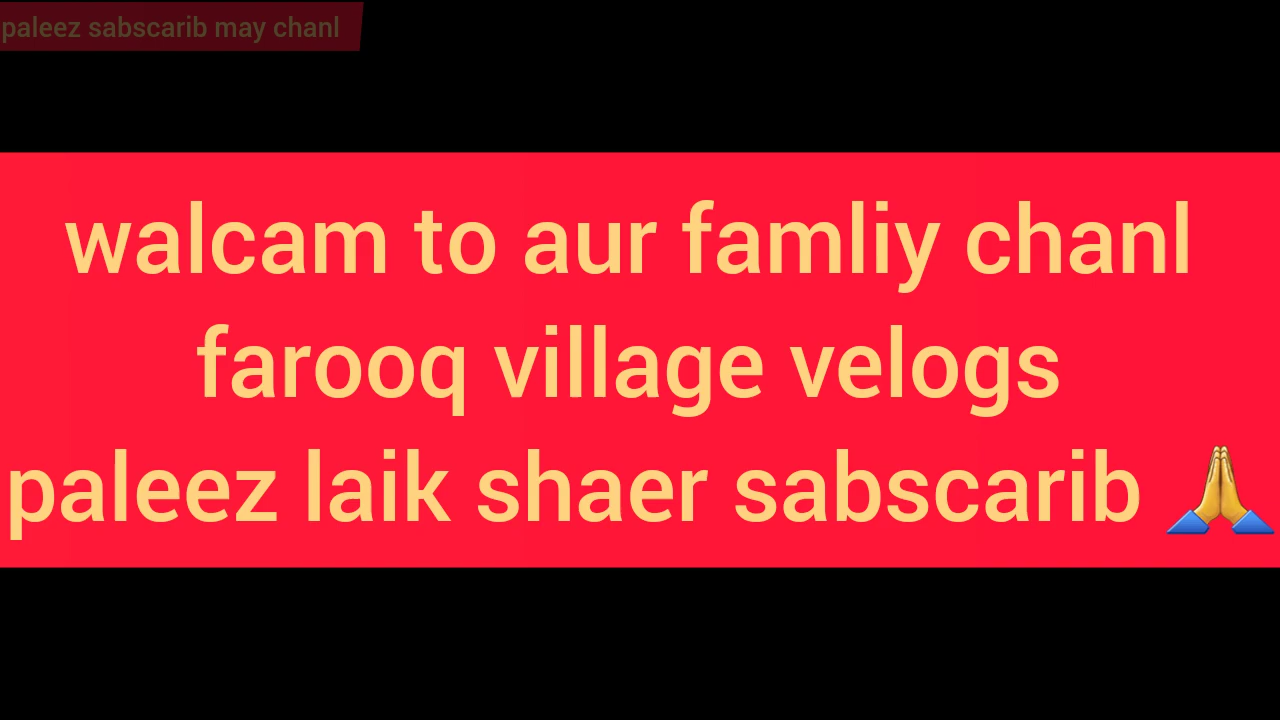 paleez sabscarib may chanl
walcam to aur famliy chanl
farooq village velogs
paleez laik shaer sabscarib 🙏